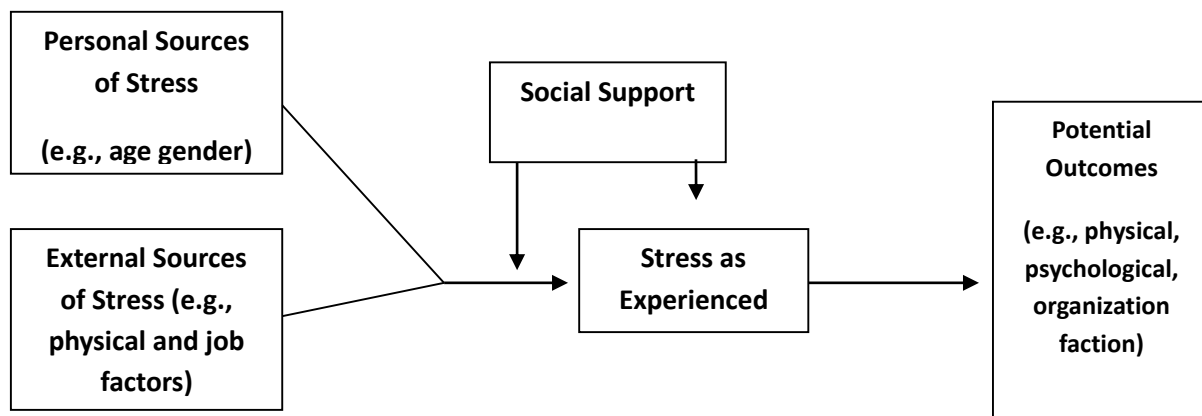 Personal Sources
of Stress
(e.g., age gender)
Social Support
External Sources
of Stress (e.g.,
physical and job
factors)
Stress as
Experienced
Potential
Outcomes
(e.g., physical,
psychological,
organization
faction)